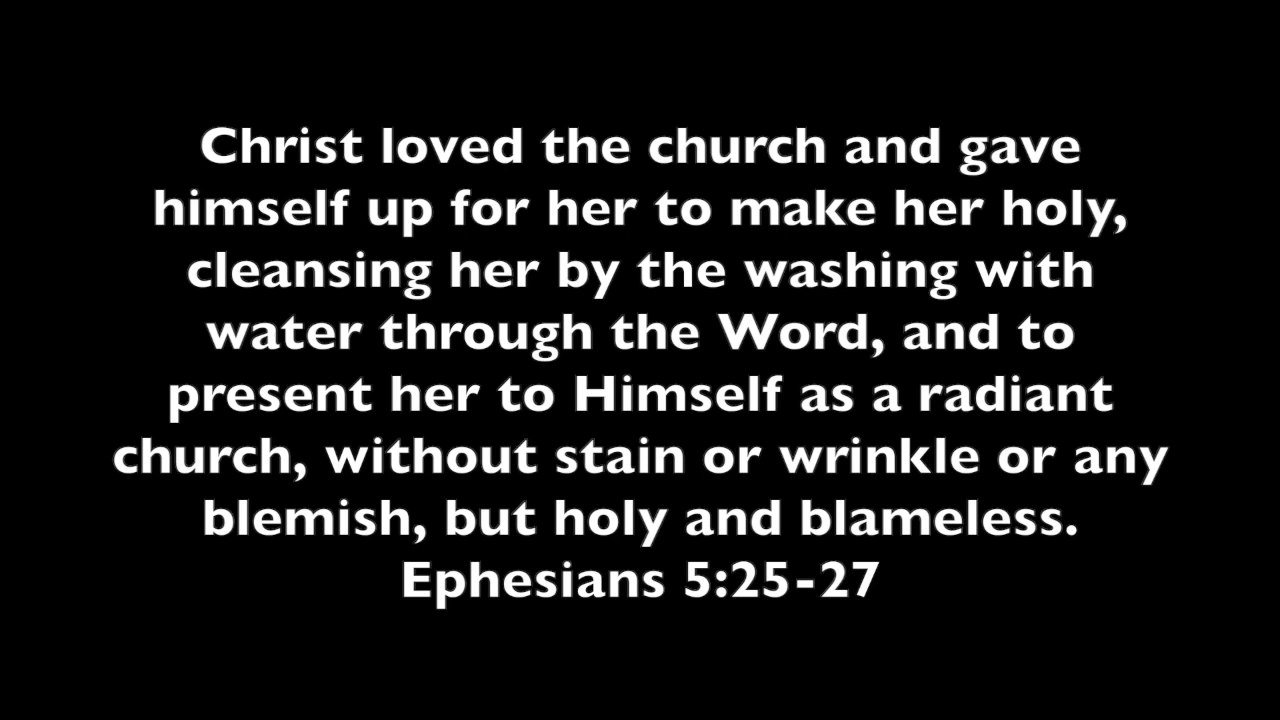 Christ loved the church and gave
himself up for her to make her holy,
cleansing her by the washing with
water through the Word, and to
present her to Himself as a radiant
church, without stain or wrinkle or any
blemish, but holy and blameless.
Ephesians 5:25-27